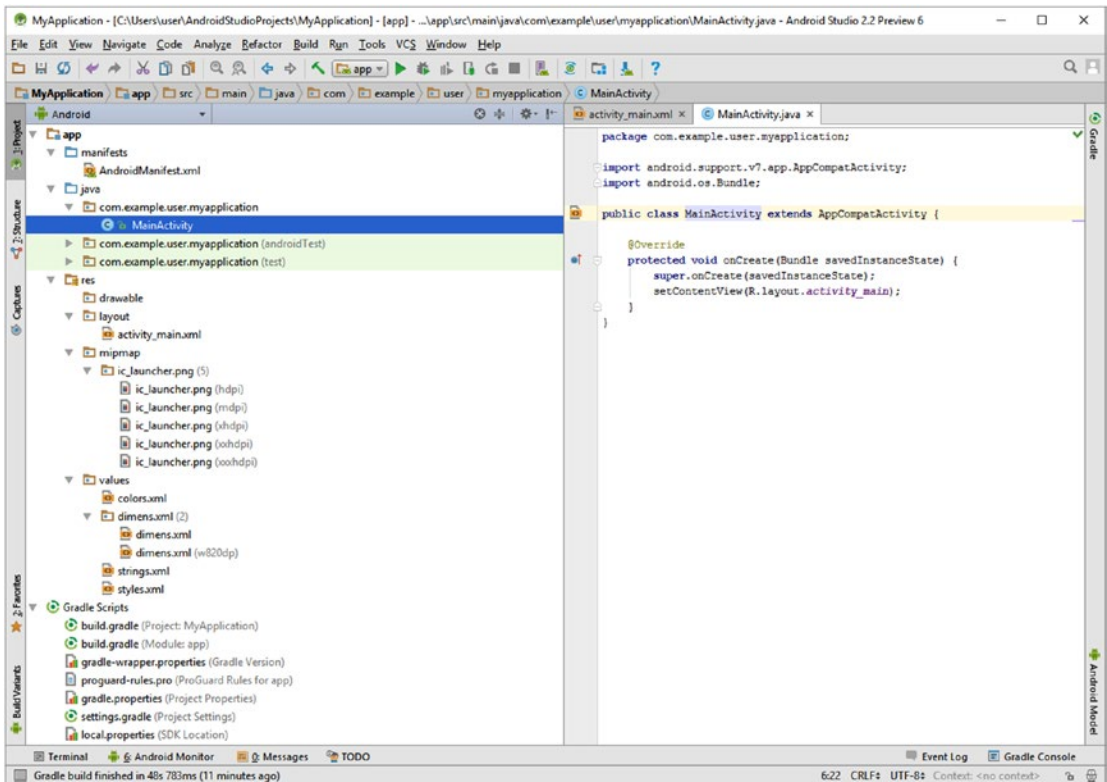 MyApplication - [C:\Users\user\AndroidStudioProjects\MyApplication] - [app] - ...\app\src\main\java\com\example\user\myapplication\MainActivity.java - Android Studio 2.2 Preview 6
File Edit View Navigate Code Analyze Refactor Build Run Tools VCS Window Help
app
MyApplication app src main java com example user myapplication MainActivity
Android
activity_main.xml MainActivity.java
1: Project
2: Structure
Captures
2: Favorites
Build Variants
app
manifests
AndroidManifest.xml
java
com.example.user.myapplication
MainActivity
com.example.user.myapplication (androidTest)
com.example.user.myapplication (test)
res
drawable
layout
activity_main.xml
mipmap
ic_launcher.png (5)
ic_launcher.png (hdpi)
ic_launcher.png (mdpi)
ic_launcher.png (xhdpi)
ic_launcher.png (xxhdpi)
ic_launcher.png (xxxhdpi)
values
colors.xml
dimens.xml (2)
dimens.xml
dimens.xml (w820dp)
strings.xml
styles.xml
Gradle Scripts
build.gradle (Project: MyApplication)
build.gradle (Module: app)
gradle-wrapper.properties (Gradle Version)
proguard-rules.pro (ProGuard Rules for app)
gradle.properties (Project Properties)
settings.gradle (Project Settings)
local.properties (SDK Location)
package com.example.user.myapplication;
import android.support.v7.app.AppCompatActivity;
import android.os.Bundle;
public class MainActivity extends AppCompatActivity {
@Override
protected void onCreate(Bundle savedInstanceState) {
super.onCreate(savedInstanceState);
setContentView(R.layout.activity_main);
}
}
Gradle
Android Model
Terminal 6: Android Monitor 0: Messages TODO Event Log Gradle Console
Gradle build finished in 48s 783ms (11 minutes ago) 6:22 CRLF UTF-8 Context: <no context>